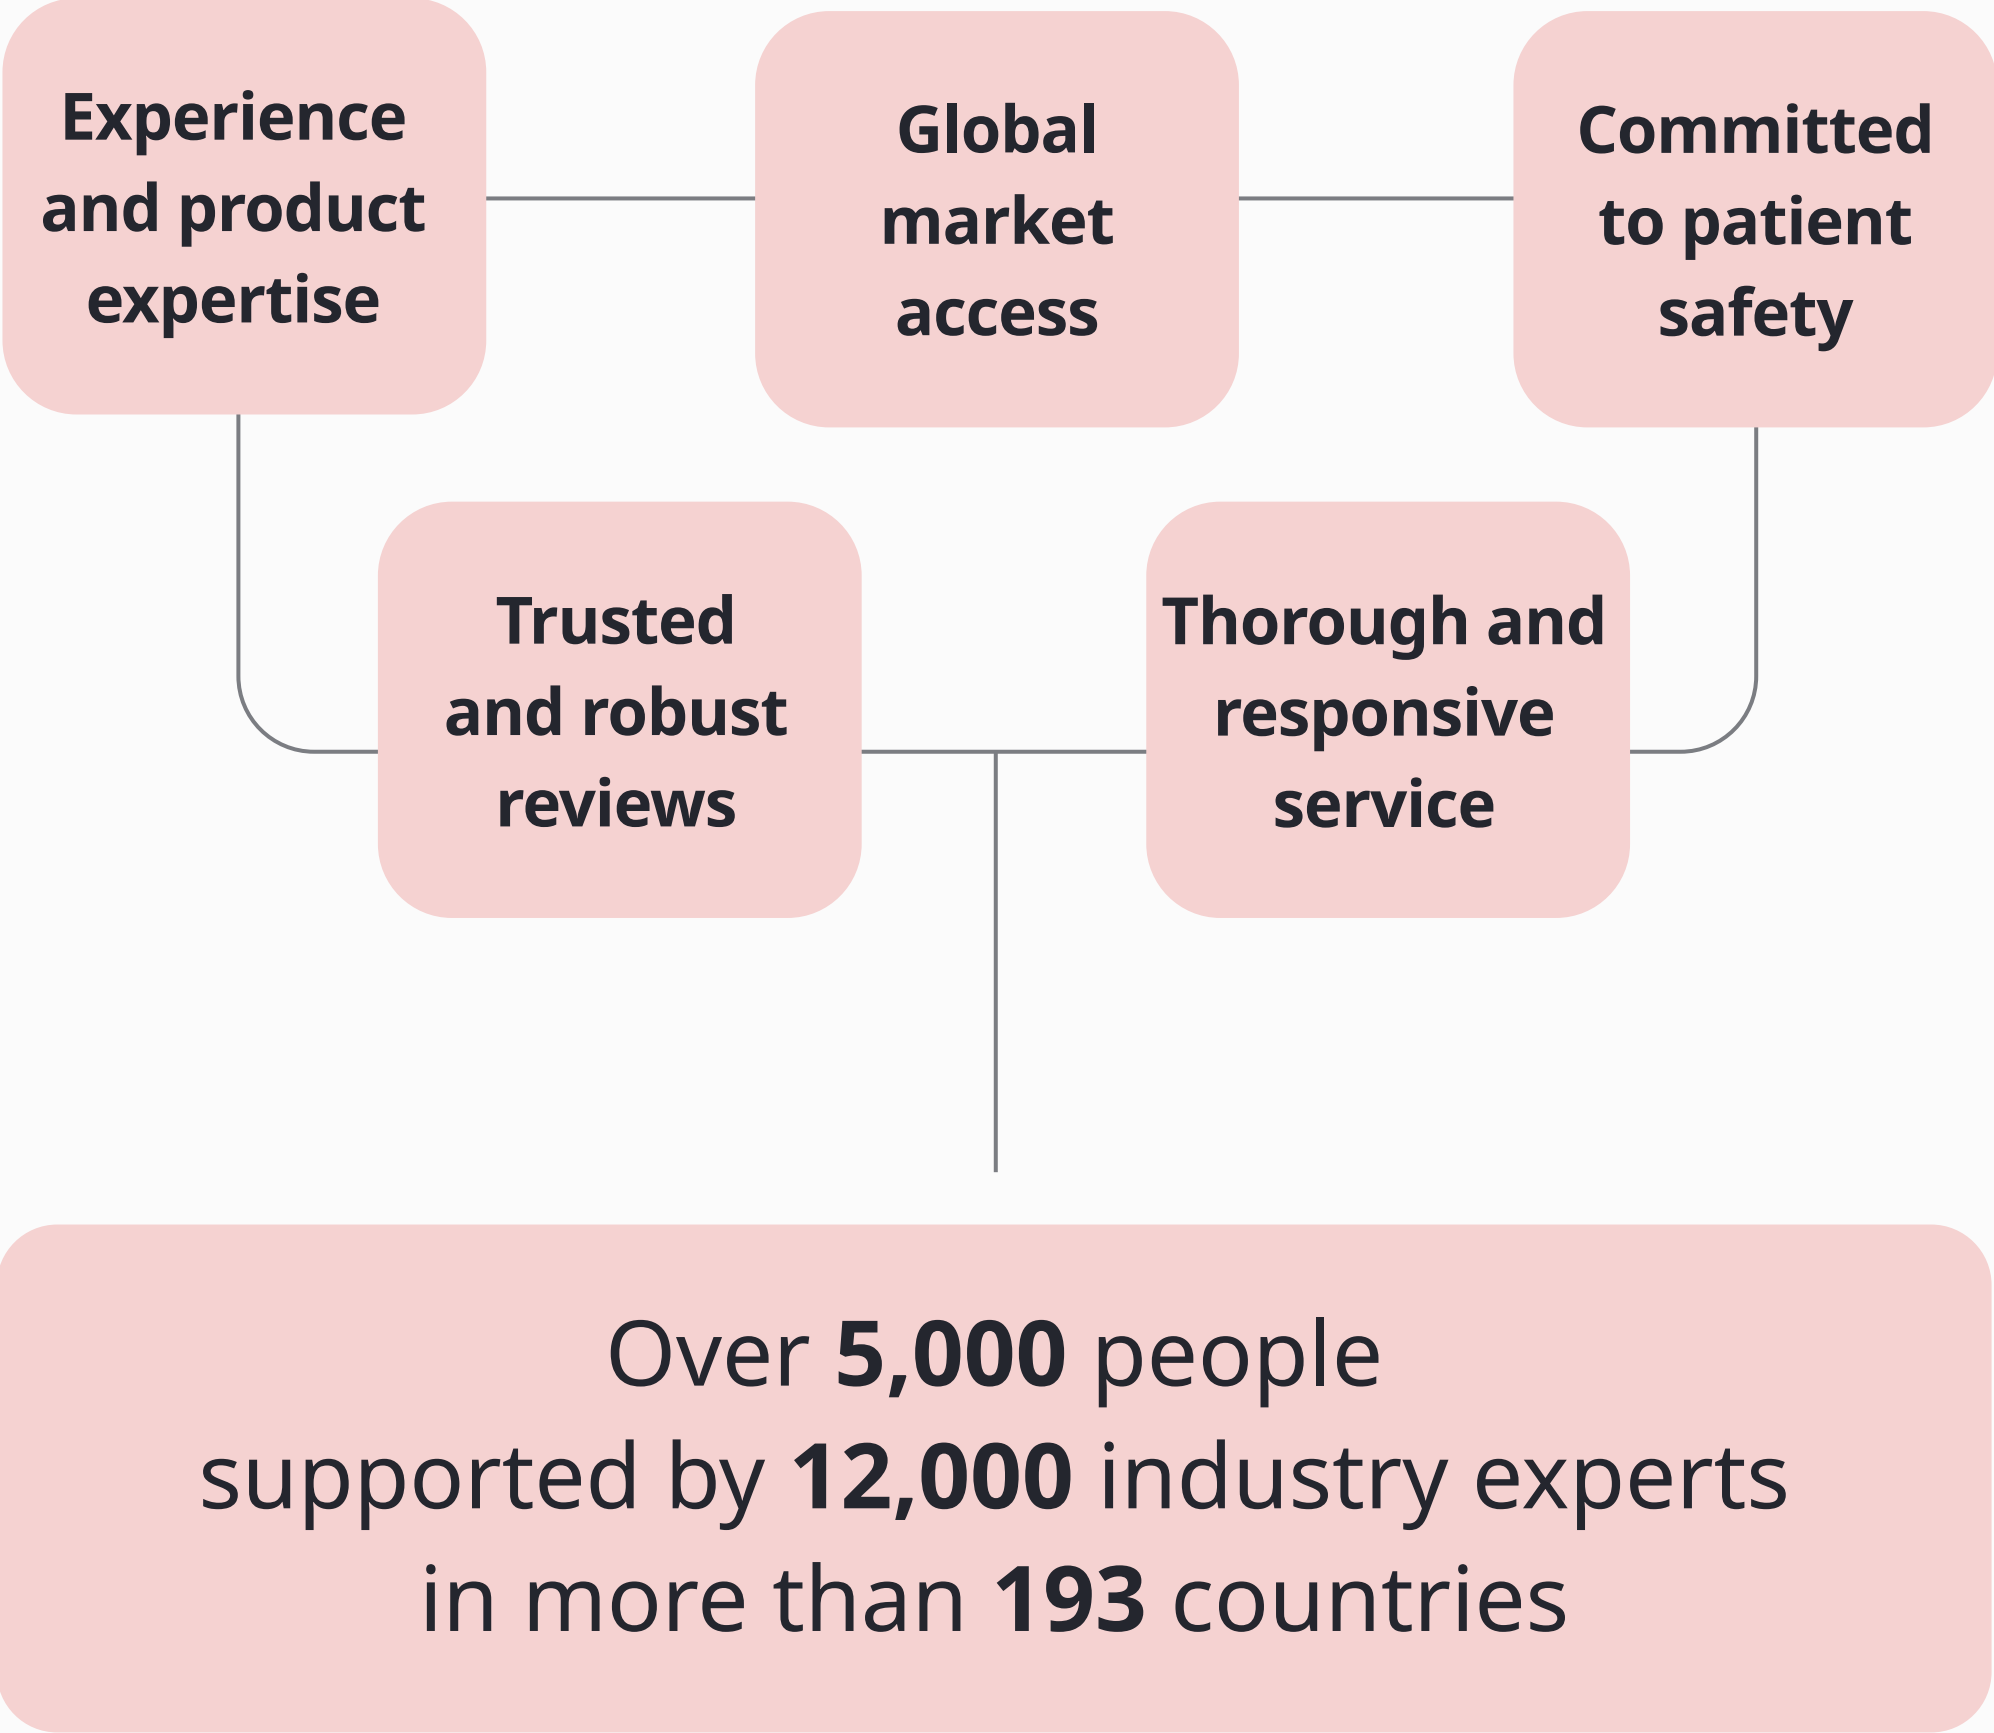 Experience
and product
expertise
Global
market
access
Committed
to patient
safety
Trusted
and robust
reviews
Thorough and
responsive
service
Over 5,000 people
supported by 12,000 industry experts
in more than 193 countries